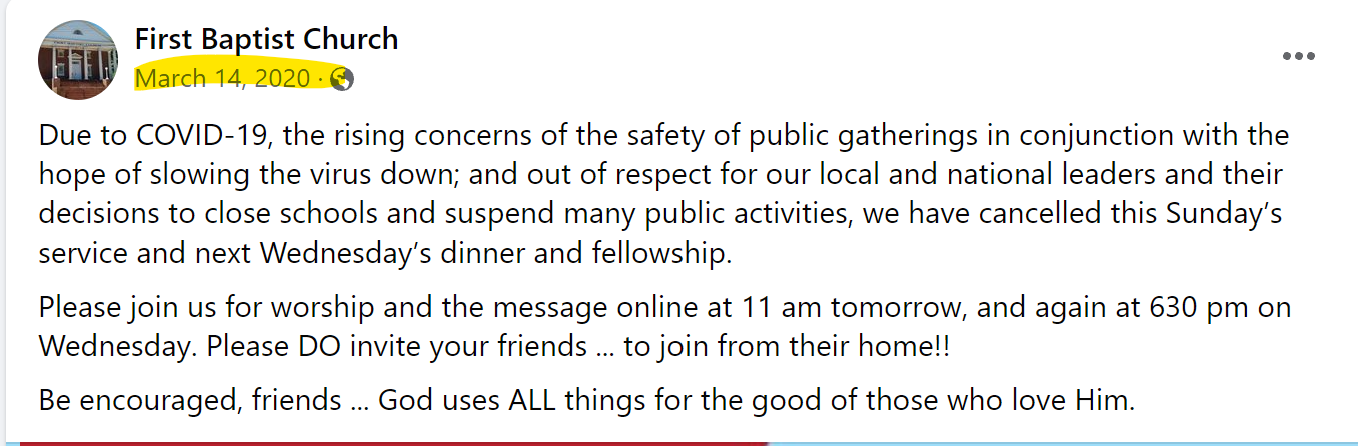 First Baptist Church
March 14, 2020 ·
Due to COVID-19, the rising concerns of the safety of public gatherings in conjunction with the
hope of slowing the virus down; and out of respect for our local and national leaders and their
decisions to close schools and suspend many public activities, we have cancelled this Sunday’s
service and next Wednesday’s dinner and fellowship.
Please join us for worship and the message online at 11 am tomorrow, and again at 630 pm on
Wednesday. Please DO invite your friends ... to join from their home!!
Be encouraged, friends ... God uses ALL things for the good of those who love Him.